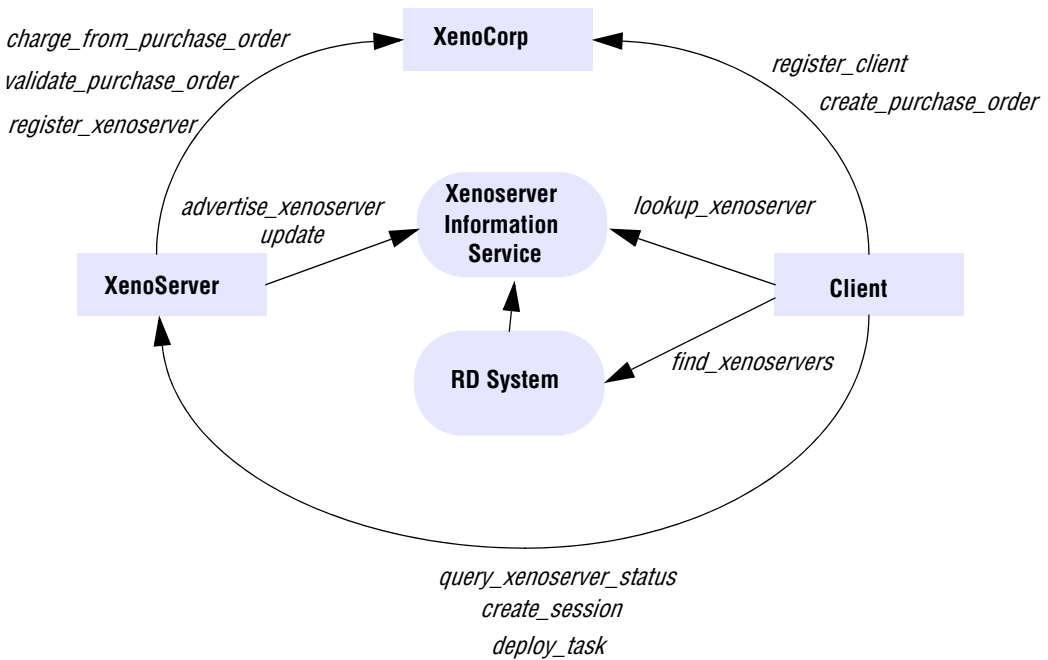 charge_from_purchase_order
validate_purchase_order
register_xenoserver
XenoCorp
register_client
create_purchase_order
advertise_xenoserver
update
Xenoserver
Information
Service
lookup_xenoserver
XenoServer
Client
RD System
find_xenoservers
query_xenoserver_status
create_session
deploy_task